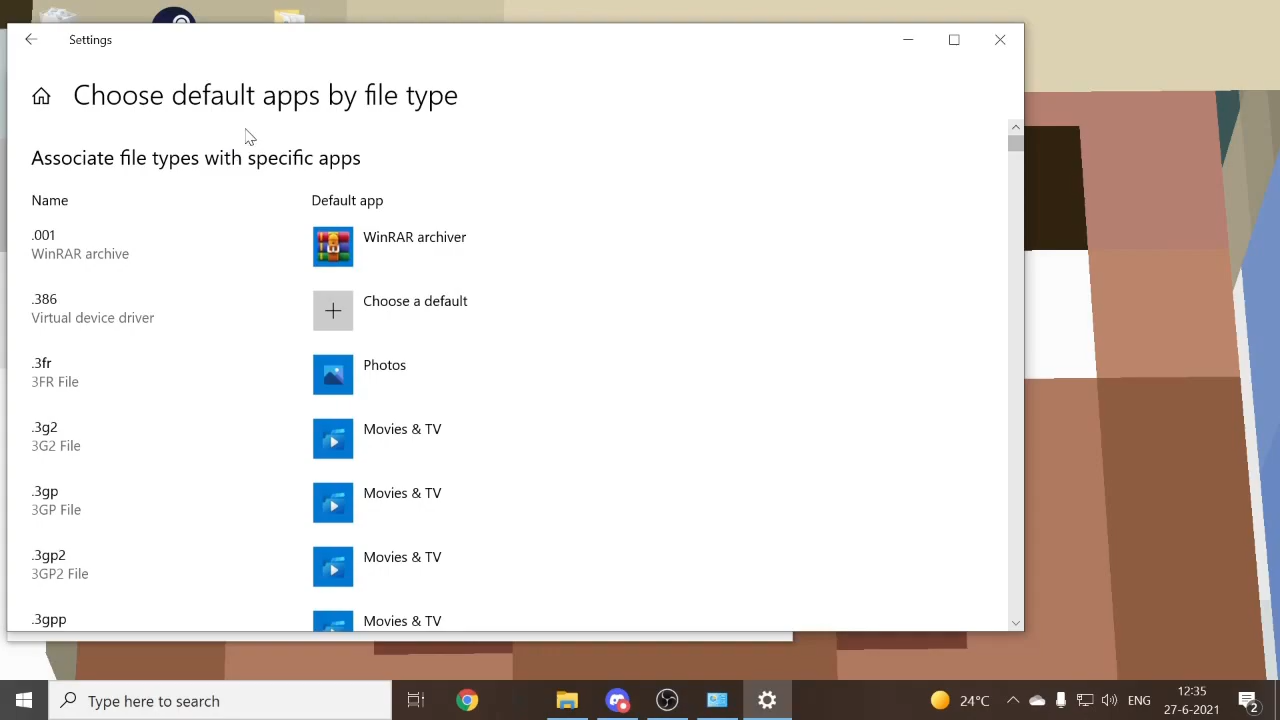 Settings
Choose default apps by file type
Associate file types with specific apps
Name Default app
.001 WinRAR archiver
WinRAR archive
.386 Choose a default
Virtual device driver
.3fr Photos
3FR File
.3g2 Movies & TV
3G2 File
.3gp Movies & TV
3GP File
.3gp2 Movies & TV
3GP2 File
.3gpp Movies & TV
Type here to search 24°C ENG 12:35
27-6-2021 2